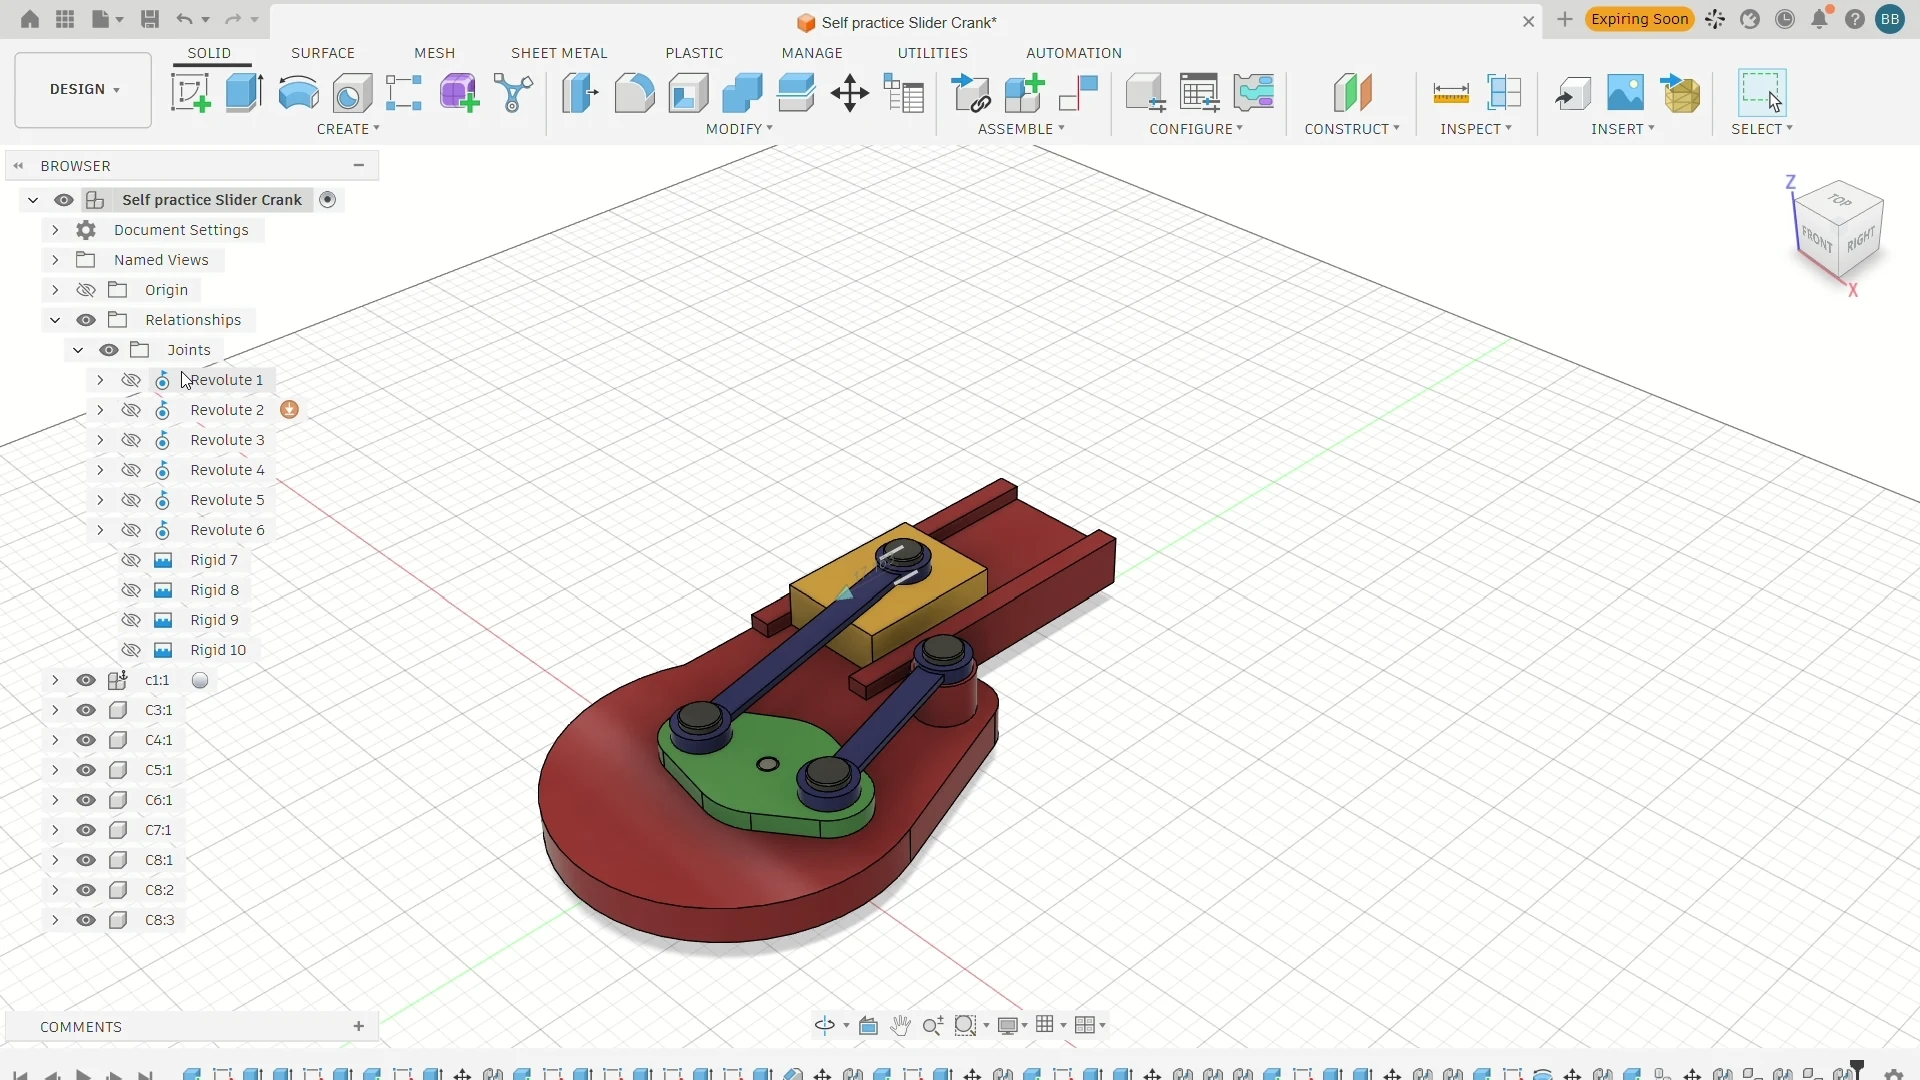 Self practice Slider Crank*
Expiring Soon
BB
DESIGN
SOLID
SURFACE
MESH
SHEET METAL
PLASTIC
MANAGE
UTILITIES
AUTOMATION
CREATE
MODIFY
ASSEMBLE
CONFIGURE
CONSTRUCT
INSPECT
INSERT
SELECT
BROWSER
Self practice Slider Crank
Document Settings
Named Views
Origin
Relationships
Joints
Revolute 1
Revolute 2
Revolute 3
Revolute 4
Revolute 5
Revolute 6
Rigid 7
Rigid 8
Rigid 9
Rigid 10
c1:1
C3:1
C4:1
C5:1
C6:1
C7:1
C8:1
C8:2
C8:3
Z
TOP
FRONT
RIGHT
X
COMMENTS